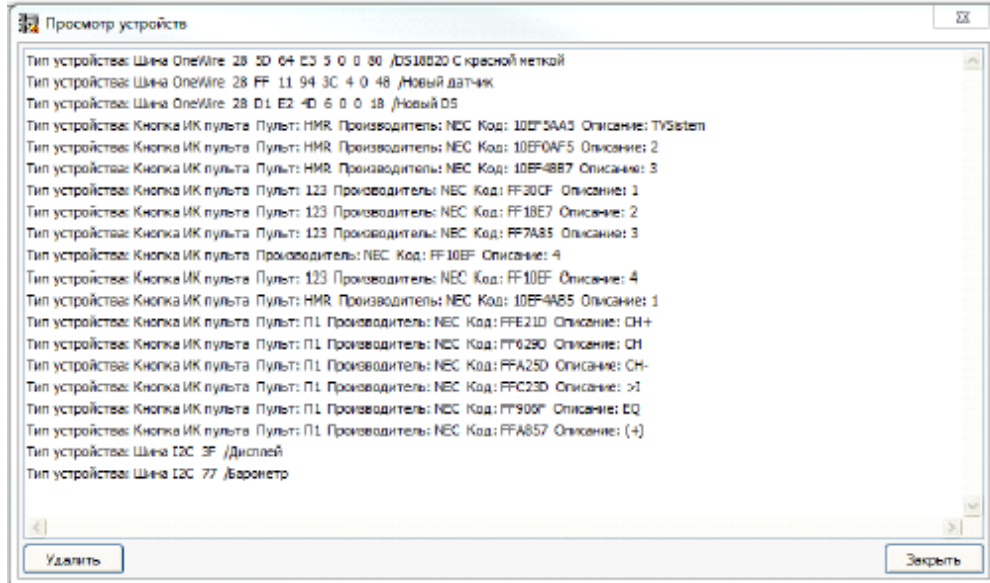 Просмотр устройств
Тип устройства: Шина OneWire 28 5D 64 E3 5 0 0 80 /DS18B20 С красной меткой
Тип устройства: Шина OneWire 28 FF 11 94 3C 4 0 48 /Новый датчик
Тип устройства: Шина OneWire 28 D1 E2 4D 6 0 0 18 /Новый DS
Тип устройства: Кнопка ИК пульта Пульт: HMR Производитель: NEC Код: 10EF5AA5 Описание: TVSistem
Тип устройства: Кнопка ИК пульта Пульт: HMR Производитель: NEC Код: 10EF0AF5 Описание: 2
Тип устройства: Кнопка ИК пульта Пульт: HMR Производитель: NEC Код: 10EF48B7 Описание: 3
Тип устройства: Кнопка ИК пульта Пульт: 123 Производитель: NEC Код: FF30CF Описание: 1
Тип устройства: Кнопка ИК пульта Пульт: 123 Производитель: NEC Код: FF18E7 Описание: 2
Тип устройства: Кнопка ИК пульта Пульт: 123 Производитель: NEC Код: FF7A85 Описание: 3
Тип устройства: Кнопка ИК пульта Производитель: NEC Код: FF10EF Описание: 4
Тип устройства: Кнопка ИК пульта Пульт: 123 Производитель: NEC Код: FF10EF Описание: 4
Тип устройства: Кнопка ИК пульта Пульт: HMR Производитель: NEC Код: 10EF4AB5 Описание: 1
Тип устройства: Кнопка ИК пульта Пульт: П1 Производитель: NEC Код: FFE21D Описание: CH+
Тип устройства: Кнопка ИК пульта Пульт: П1 Производитель: NEC Код: FF629D Описание: CH
Тип устройства: Кнопка ИК пульта Пульт: П1 Производитель: NEC Код: FFA25D Описание: CH-
Тип устройства: Кнопка ИК пульта Пульт: П1 Производитель: NEC Код: FFC23D Описание: >I
Тип устройства: Кнопка ИК пульта Пульт: П1 Производитель: NEC Код: FF906F Описание: EQ
Тип устройства: Кнопка ИК пульта Пульт: П1 Производитель: NEC Код: FFA857 Описание: (+)
Тип устройства: Шина I2C 3F /Дисплей
Тип устройства: Шина I2C 77 /Барометр
Удалить
Закрыть